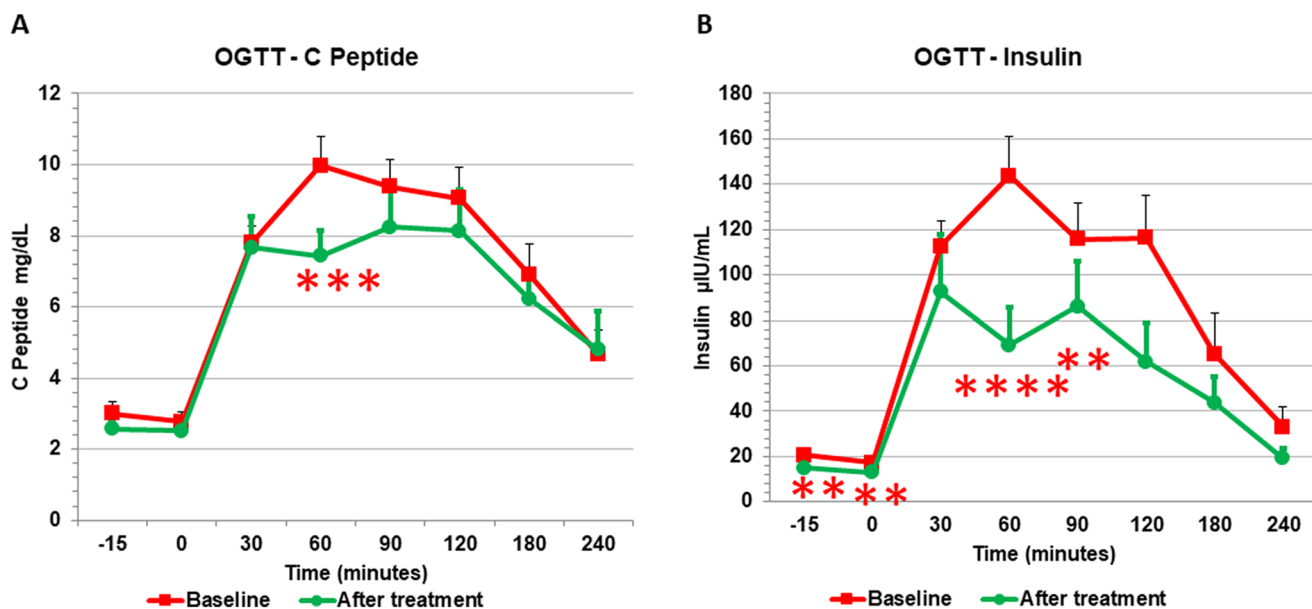 A
OGTT - C Peptide
12
10
8
6
4
2
0
C Peptide mg/dL
***
-15 0 30 60 90 120 180 240
Time (minutes)
Baseline After treatment
B
OGTT - Insulin
180
160
140
120
100
80
60
40
20
0
Insulin µIU/mL
**
****
** **
-15 0 30 60 90 120 180 240
Time (minutes)
Baseline After treatment